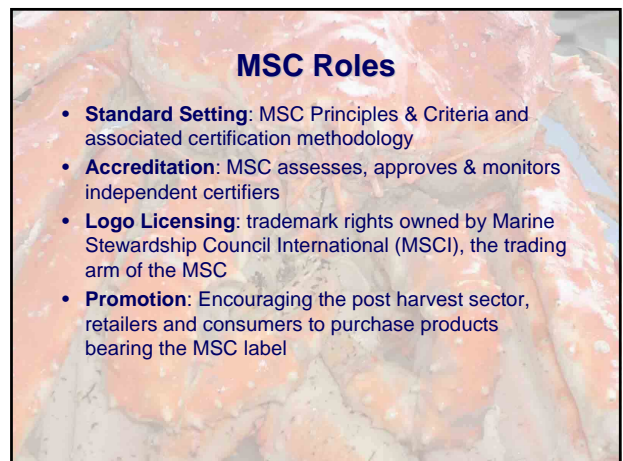 MSC Roles
• Standard Setting: MSC Principles & Criteria and
associated certification methodology
• Accreditation: MSC assesses, approves & monitors
independent certifiers
• Logo Licensing: trademark rights owned by Marine
Stewardship Council International (MSCI), the trading
arm of the MSC
• Promotion: Encouraging the post harvest sector,
retailers and consumers to purchase products
bearing the MSC label